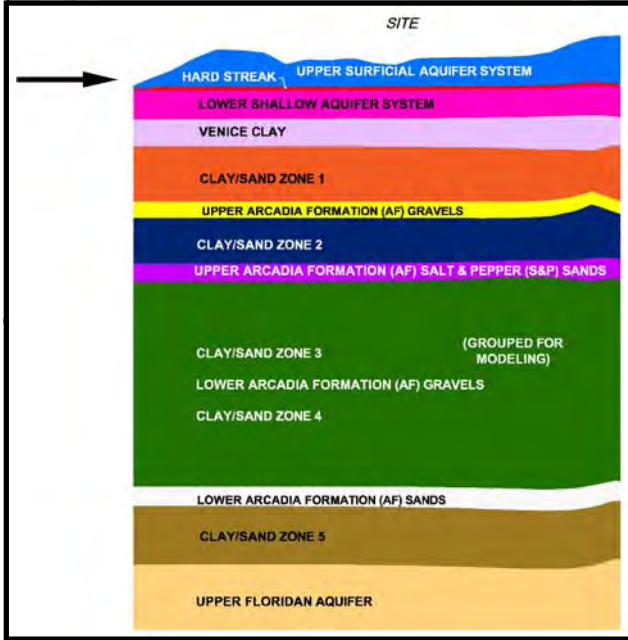 SITE
UPPER SURFICIAL AQUIFER SYSTEM
HARD STREAK
LOWER SHALLOW AQUIFER SYSTEM
VENICE CLAY
CLAY/SAND ZONE 1
UPPER ARCADIA FORMATION (AF) GRAVELS
CLAY/SAND ZONE 2
UPPER ARCADIA FORMATION (AF) SALT & PEPPER (S&P) SANDS
CLAY/SAND ZONE 3
(GROUPED FOR
MODELING)
LOWER ARCADIA FORMATION (AF) GRAVELS
CLAY/SAND ZONE 4
LOWER ARCADIA FORMATION (AF) SANDS
CLAY/SAND ZONE 5
UPPER FLORIDAN AQUIFER